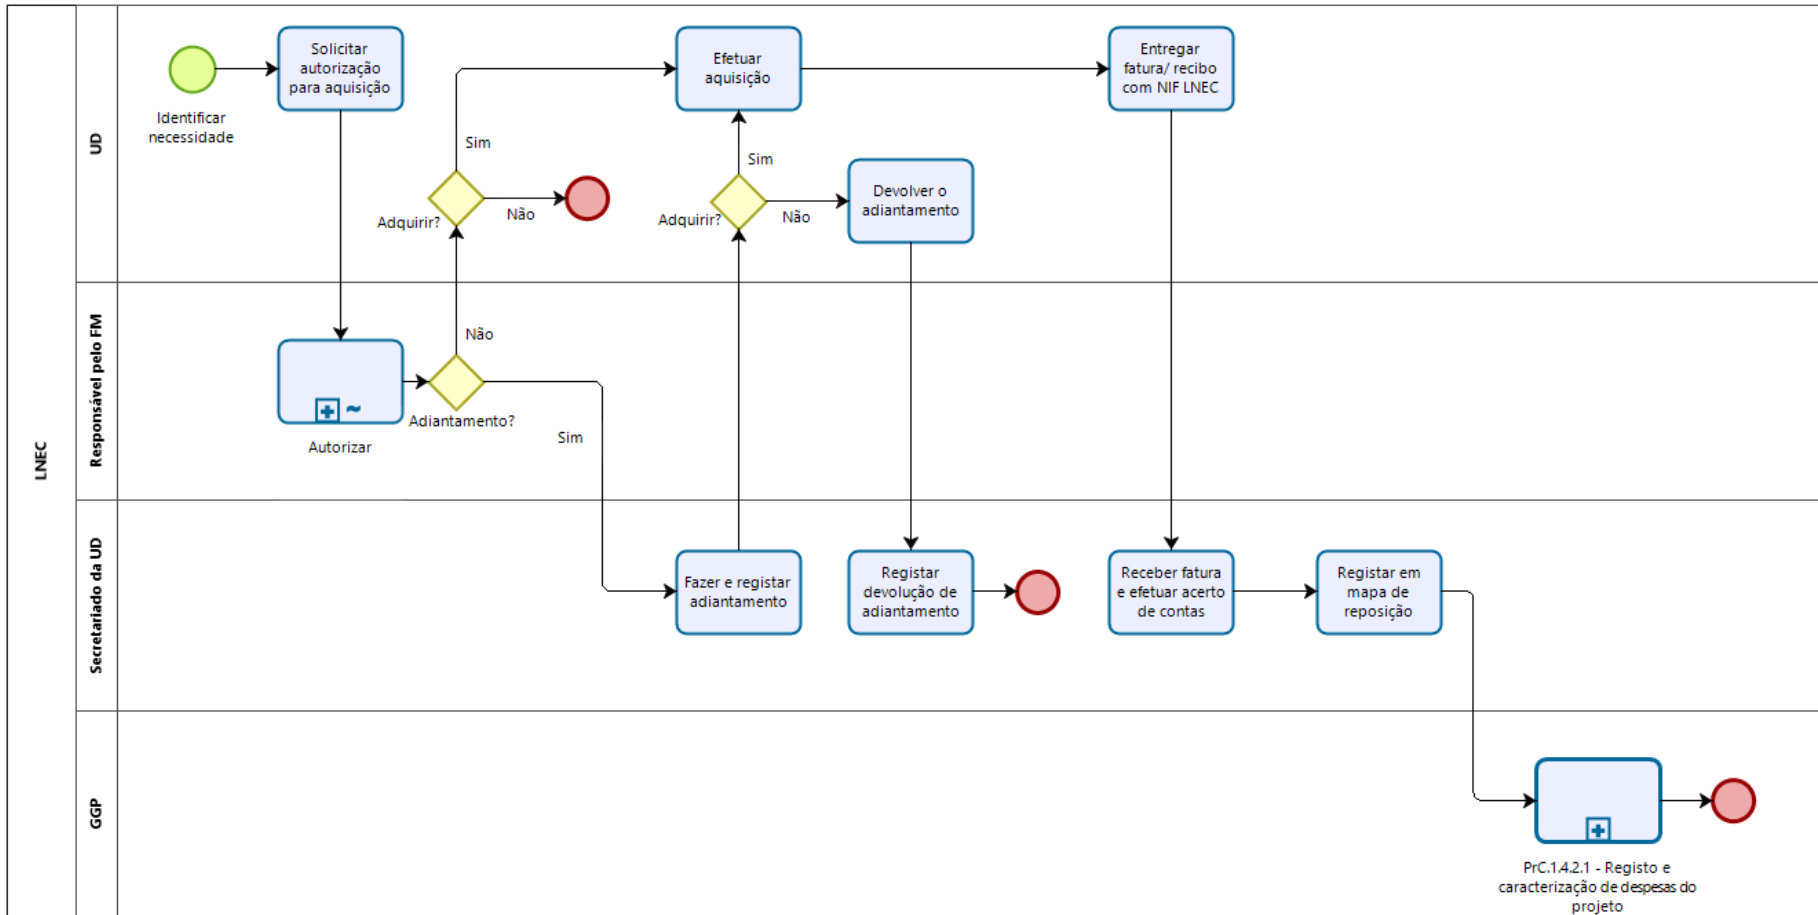 LNEC
UD
Identificar
necessidade
Solicitar
autorização
para aquisição
Adquirir?
Sim
Não
Efetuar
aquisição
Adquirir?
Sim
Não
Devolver o
adiantamento
Entregar
fatura/ recibo
com NIF LNEC
Responsável pelo FM
Autorizar
Adiantamento?
Não
Sim
Secretariado da UD
Fazer e registar
adiantamento
Registar
devolução de
adiantamento
Receber fatura
e efetuar acerto
de contas
Registar em
mapa de
reposição
GGP
PrC.1.4.2.1 - Registo e
caracterização de despesas do
projeto